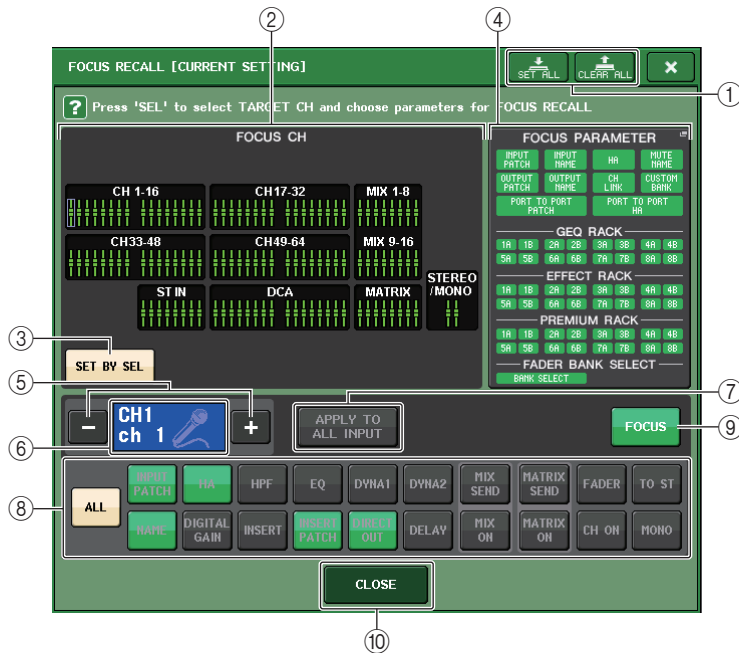 ② ④
FOCUS RECALL [CURRENT SETTING] SET ALL CLEAR ALL
①
? Press 'SEL' to select TARGET CH and choose parameters for FOCUS RECALL
FOCUS CH
CH 1-16 CH17-32 MIX 1-8
CH33-48 CH49-64 MIX 9-16
ST IN DCA MATRIX STEREO /MONO
FOCUS PARAMETER
INPUT PATCH INPUT NAME HA MUTE NAME
OUTPUT PATCH OUTPUT NAME CH LINK CUSTOM BANK
PORT TO PORT PATCH PORT TO PORT HA
GEQ RACK
1A 1B 2A 2B 3A 3B 4A 4B
5A 5B 6A 6B 7A 7B 8A 8B
EFFECT RACK
1A 1B 2A 2B 3A 3B 4A 4B
5A 5B 6A 6B 7A 7B 8A 8B
PREMIUM RACK
1A 1B 2A 2B 3A 3B 4A 4B
5A 5B 6A 6B 7A 7B 8A 8B
FADER BANK SELECT
BANK SELECT
③
SET BY SEL
⑤ ⑦
− CH1 +
ch 1
APPLY TO
ALL INPUT
FOCUS
⑥ ⑨
⑧
ALL
INPUT PATCH HA HPF EQ DYNA1 DYNA2 MIX SEND MATRIX SEND FADER TO ST
NAME DIGITAL GAIN INSERT INSERT PATCH DIRECT OUT DELAY MIX ON MATRIX ON CH ON MONO
CLOSE
⑩